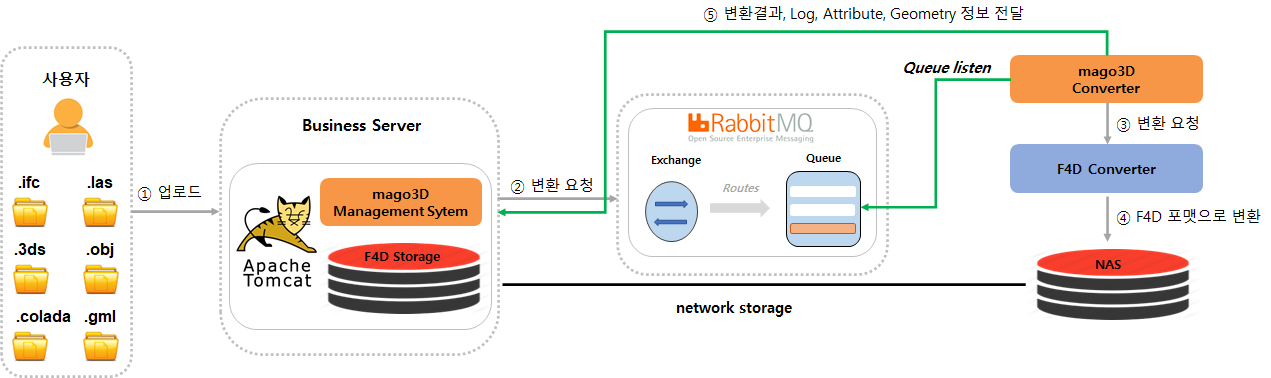 ⑤ 변환결과, Log, Attribute, Geometry 정보 전달
사용자
.ifc
.las
.3ds
.obj
.colada
.gml
① 업로드
Business Server
mago3D
Management Sytem
Apache
Tomcat
F4D Storage
② 변환 요청
RabbitMQ
Open Source Enterprise Messaging
Exchange
Routes
Queue
Queue listen
mago3D
Converter
③ 변환 요청
F4D Converter
④ F4D 포맷으로 변환
NAS
network storage